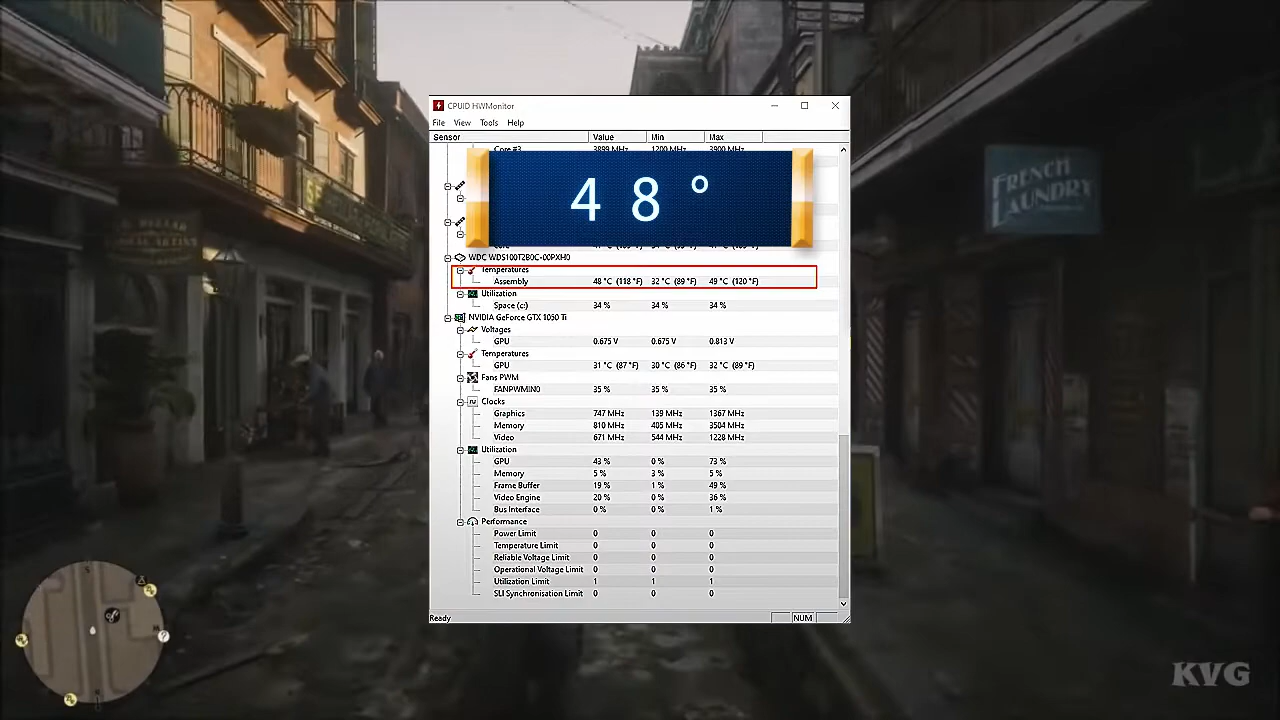 CPUID HWMonitor
File View Tools Help
Sensor Value Min Max
Core #3 3899 MHz 1200 MHz 3900 MHz
48°
WDC WDS100T2B0C-00PXH0
Temperatures
Assembly 48 °C (118 °F) 32 °C (89 °F) 49 °C (120 °F)
Utilization
Space (c:) 34 % 34 % 34 %
NVIDIA GeForce GTX 1050 Ti
Voltages
GPU 0.675 V 0.675 V 0.813 V
Temperatures
GPU 31 °C (87 °F) 30 °C (86 °F) 32 °C (89 °F)
Fans PWM
FANPWMIN0 35 % 35 % 35 %
Clocks
Graphics 747 MHz 139 MHz 1367 MHz
Memory 810 MHz 405 MHz 3504 MHz
Video 671 MHz 544 MHz 1228 MHz
Utilization
GPU 43 % 0 % 73 %
Memory 5 % 3 % 5 %
Frame Buffer 19 % 1 % 49 %
Video Engine 20 % 0 % 36 %
Bus Interface 0 % 0 % 1 %
Performance
Power Limit 0 0 0
Temperature Limit 0 0 0
Reliable Voltage Limit 0 0 0
Operational Voltage Limit 0 0 0
Utilization Limit 1 1 1
SLI Synchronisation Limit 0 0 0
Ready NUM
FRENCH
LAUNDRY
KVG